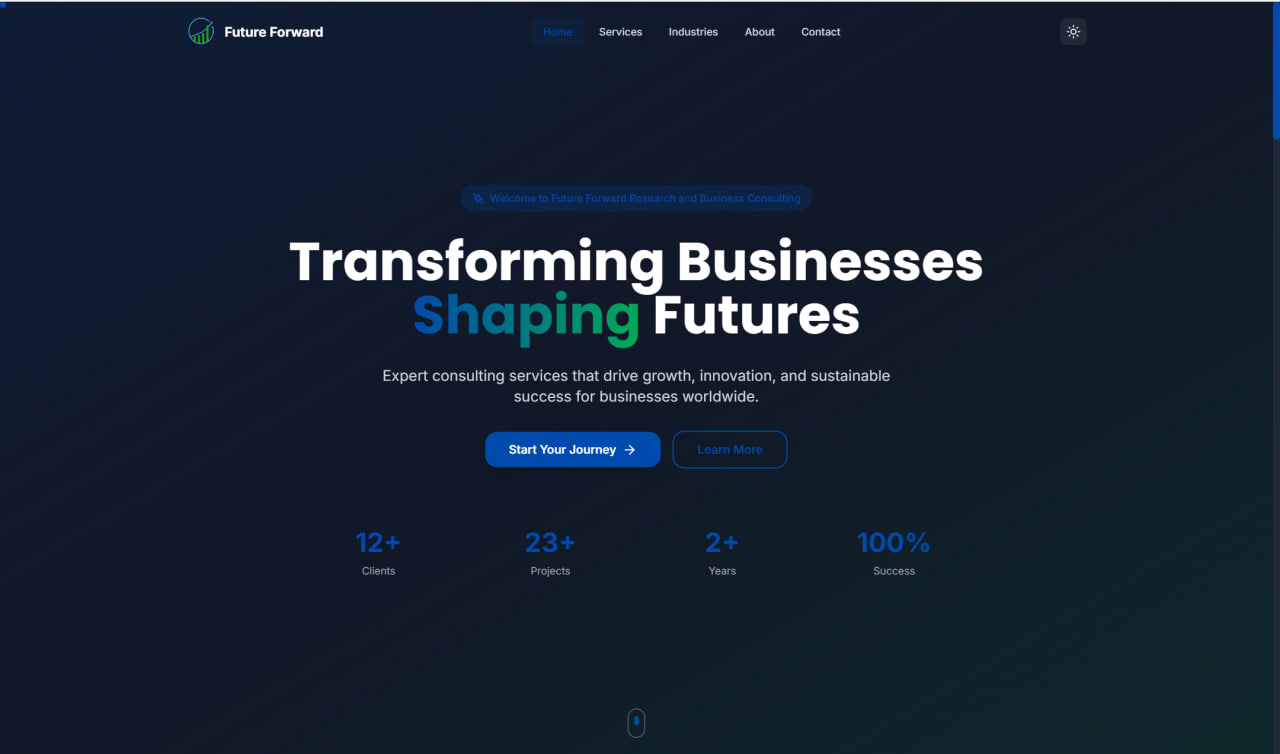 Future Forward
Home Services Industries About Contact
Welcome to Future Forward Research and Business Consulting
Transforming Businesses
Shaping Futures
Expert consulting services that drive growth, innovation, and sustainable
success for businesses worldwide.
Start Your Journey →
Learn More
12+ 23+ 2+ 100%
Clients Projects Years Success